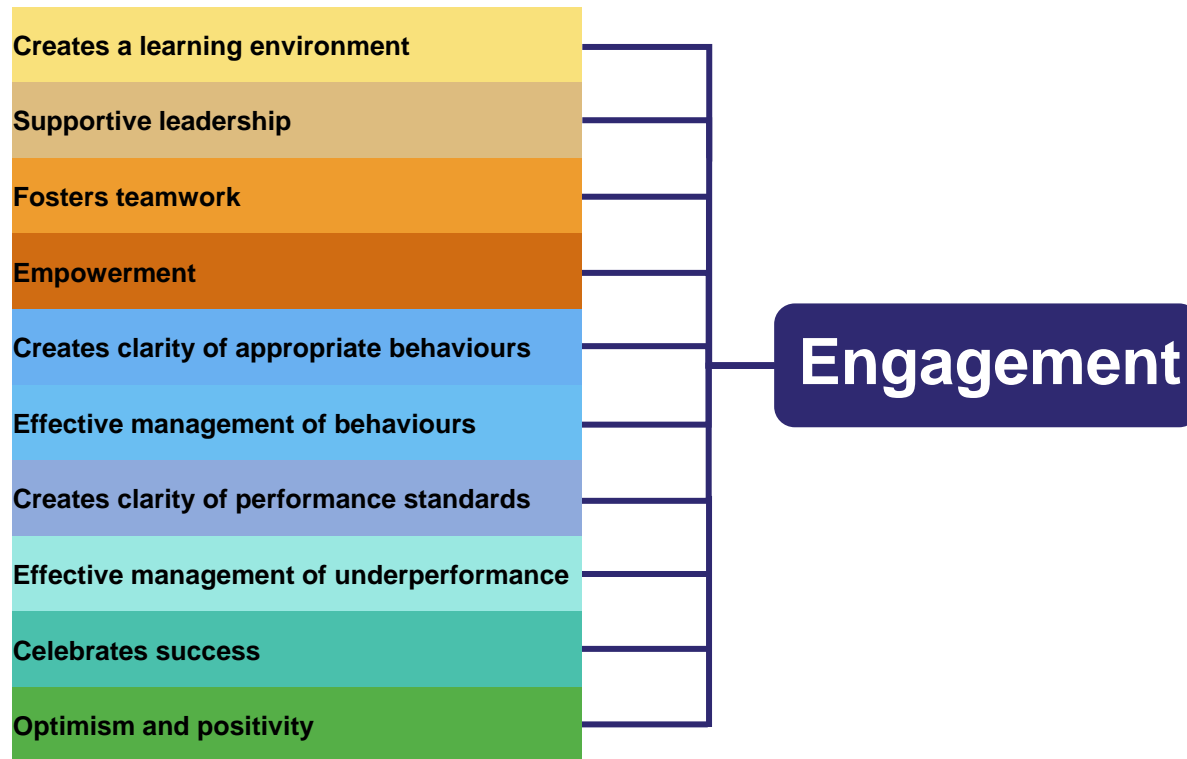 Creates a learning environment
Supportive leadership
Fosters teamwork
Empowerment
Creates clarity of appropriate behaviours
Effective management of behaviours
Creates clarity of performance standards
Effective management of underperformance
Celebrates success
Optimism and positivity
Engagement